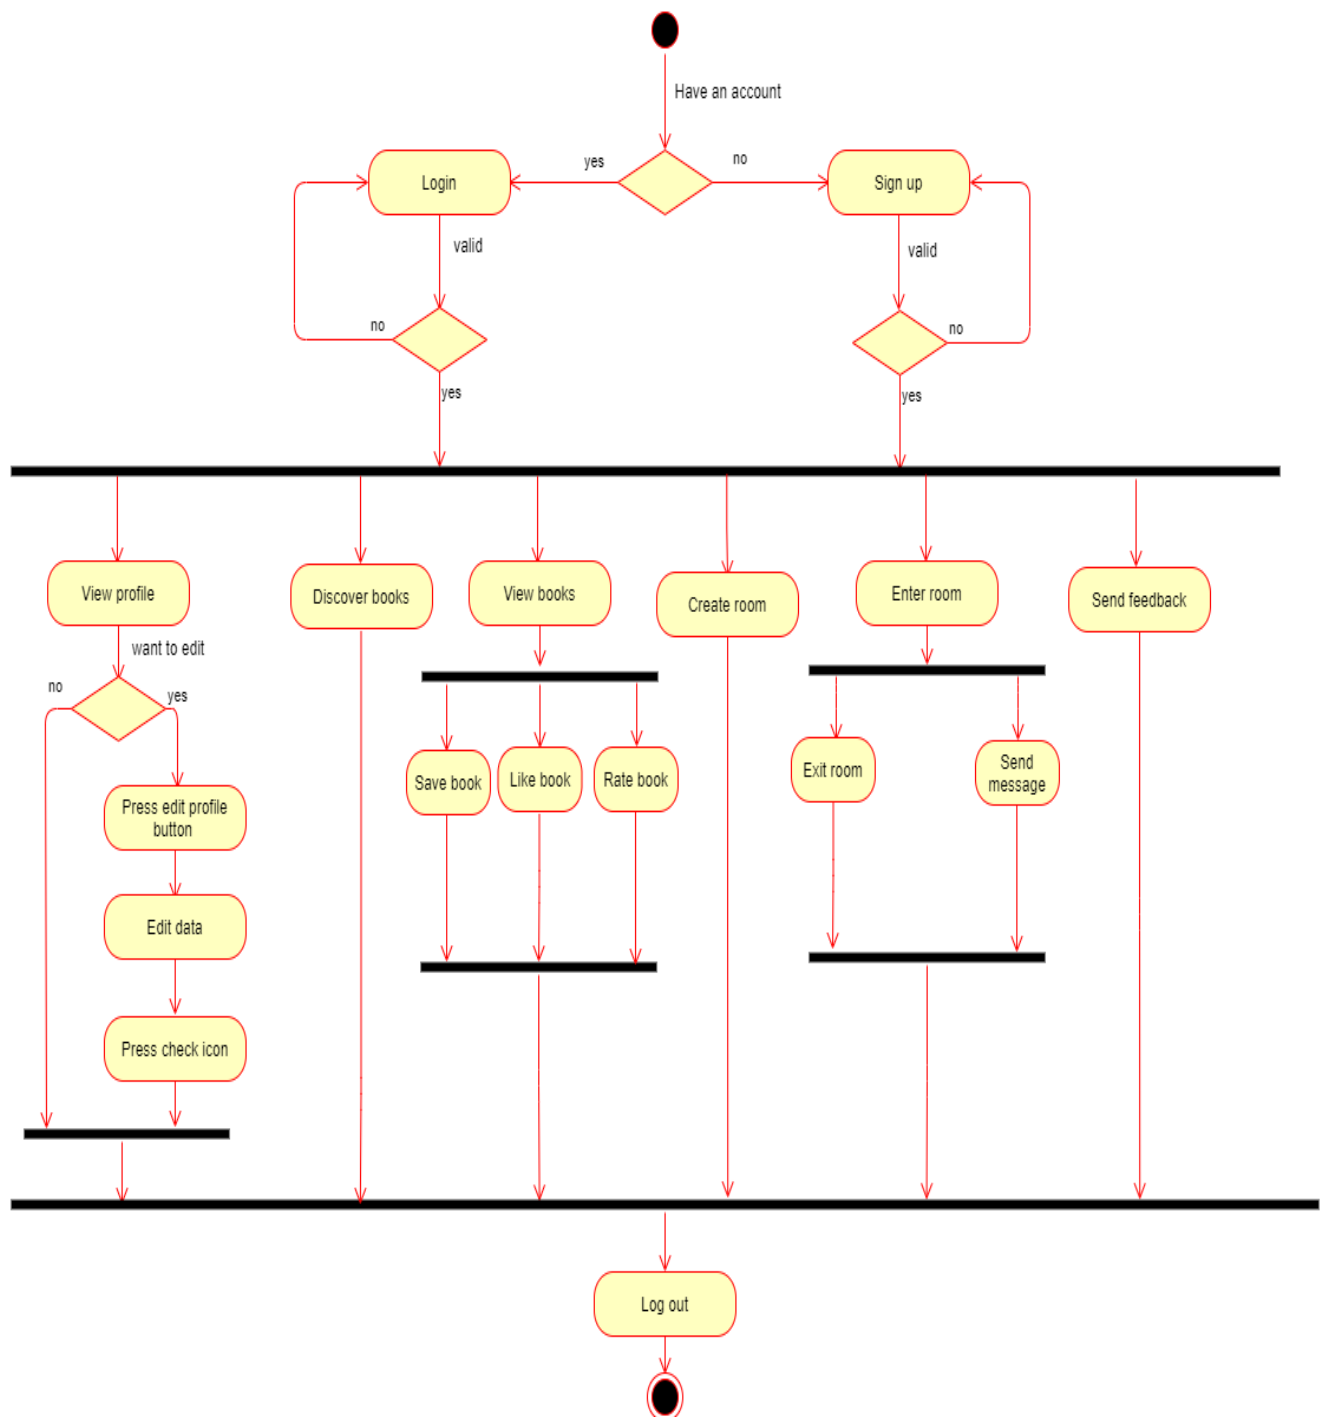 Have an account
yes
no
Login
Sign up
valid
valid
no
no
yes
yes
View profile
Discover books
View books
Create room
Enter room
Send feedback
want to edit
no
yes
Save book
Like book
Rate book
Exit room
Send
message
Press edit profile
button
Edit data
Press check icon
Log out